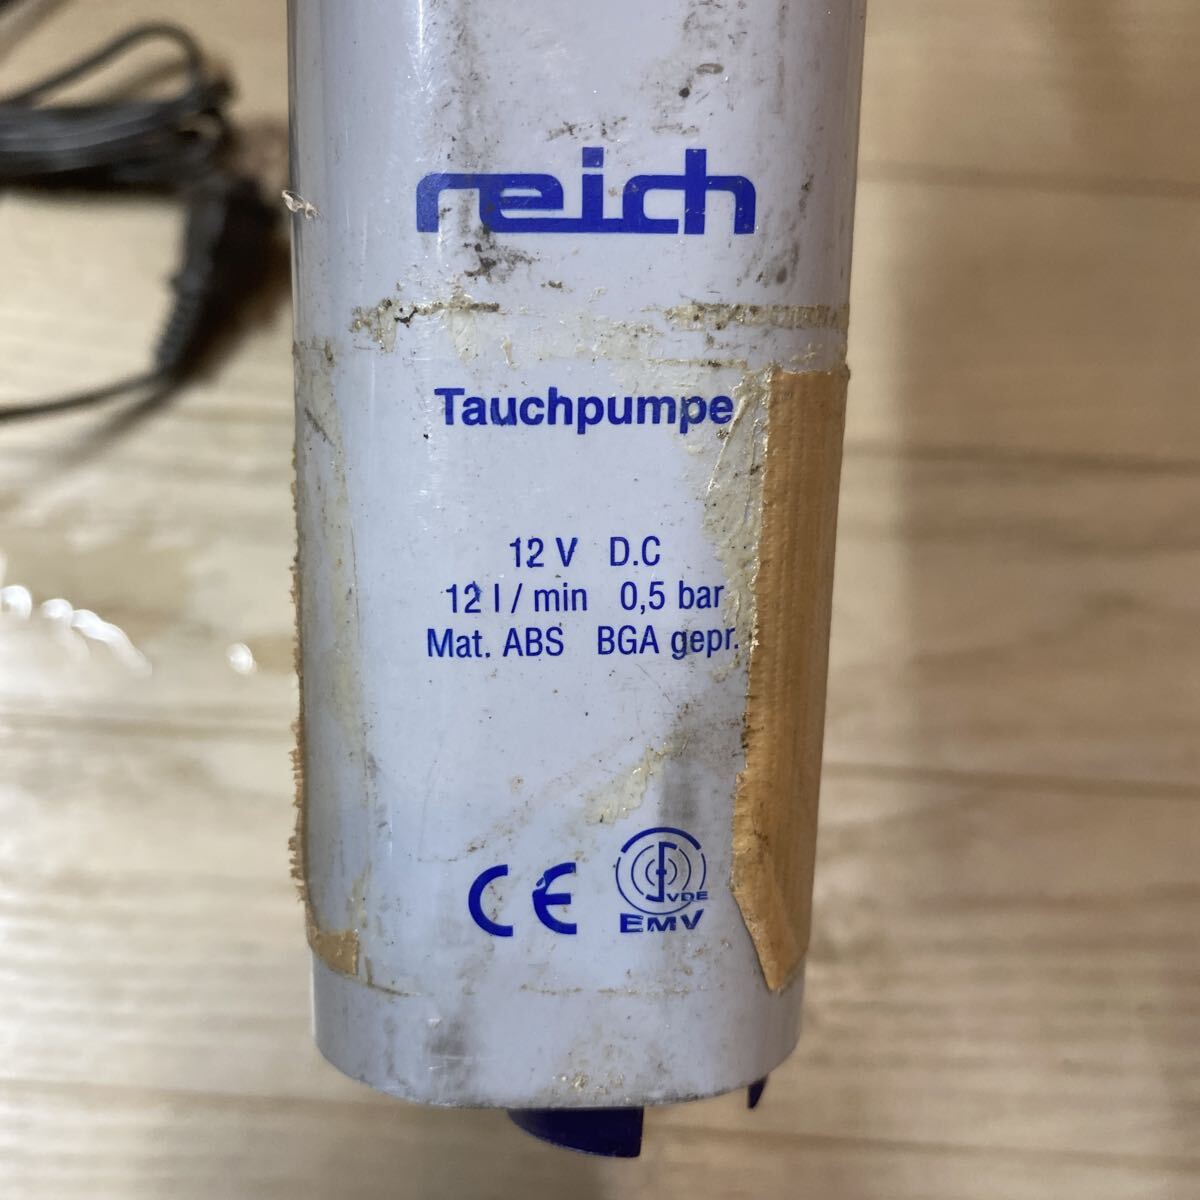 reich
Tauchpumpe
12 V D.C
12 l / min 0,5 bar
Mat. ABS BGA gepr.
CE
VDE
EMV